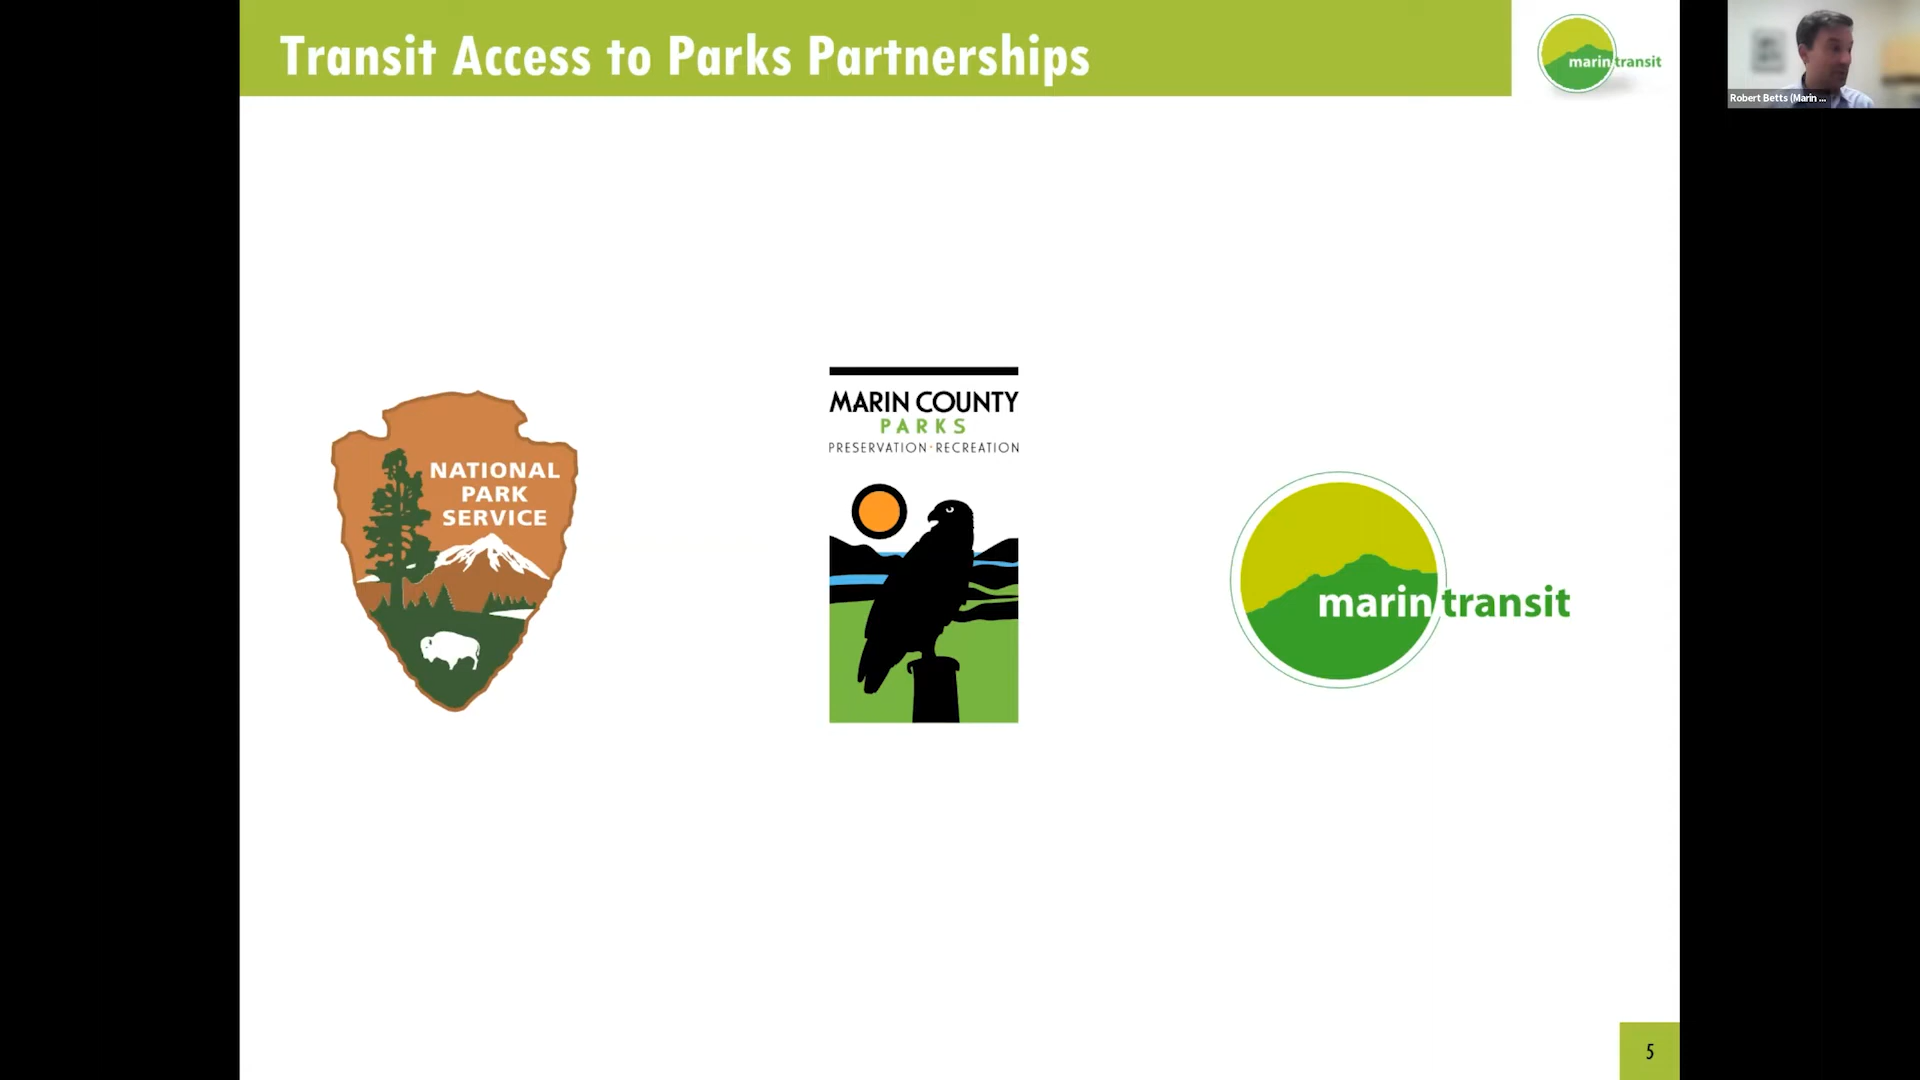 Transit Access to Parks Partnerships
marin transit
Robert Betts (Marin ...
NATIONAL
PARK
SERVICE
MARIN COUNTY
PARKS
PRESERVATION · RECREATION
marin transit
5